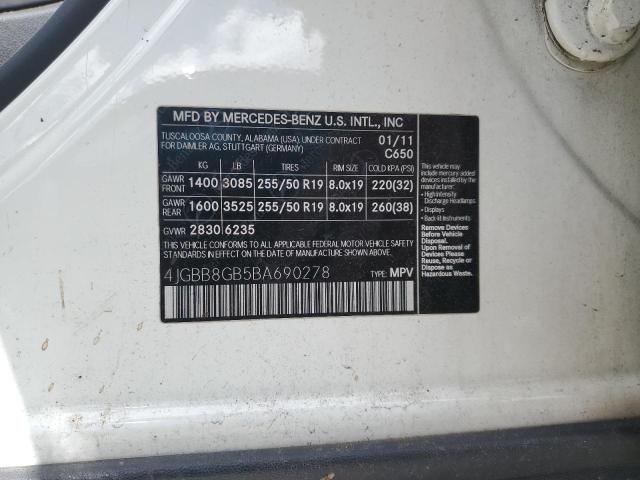 MFD BY MERCEDES-BENZ U.S. INTL., INC
TUSCALOOSA COUNTY, ALABAMA (USA), UNDER CONTRACT 01/11
FOR DAIMLER AG, STUTTGART (GERMANY) C650
KG LB TIRES RIM SIZE COLD KPA (PSI)
GAWR FRONT 1400 3085 255/50 R19 8.0x19 220(32)
GAWR REAR 1600 3525 255/50 R19 8.0x19 260(38)
GVWR 2830 6235
THIS VEHICLE CONFORMS TO ALL APPLICABLE FEDERAL MOTOR VEHICLE
SAFETY STANDARDS IN EFFECT ON THE DATE OF MANUFACTURE SHOWN ABOVE.
4JGBB8GB5BA690278 TYPE: MPV
This Vehicle may
include mercury added
devices installed by the
manufacturer:
• High Intensity
Discharge Headlamps
• Displays
• Back-lit Instruments
Remove Devices
Before Vehicle
Disposal.
Upon Removal of
Devices Please
Reuse, Recycle or
Dispose as
Hazardous Waste.